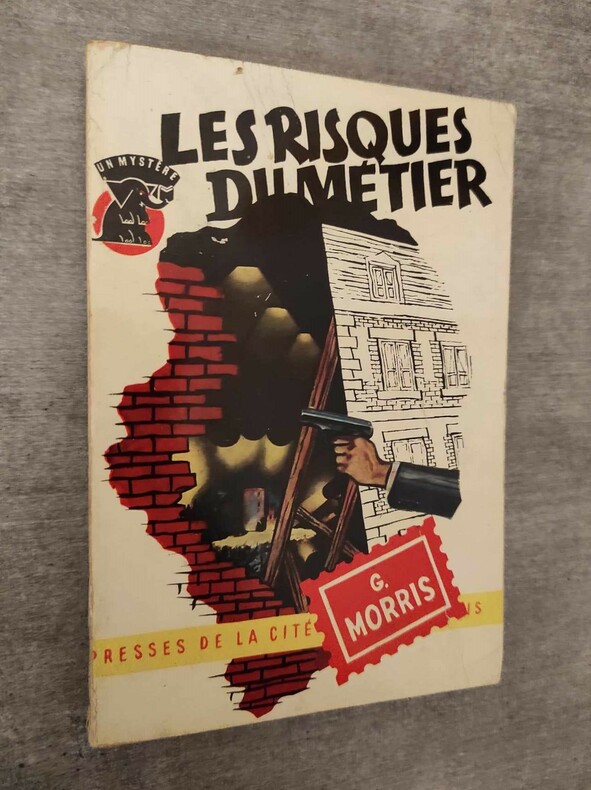 LES RISQUES
DU MÉTIER
UN MYSTÈRE
G.
MORRIS
PRESSES DE LA CITÉ